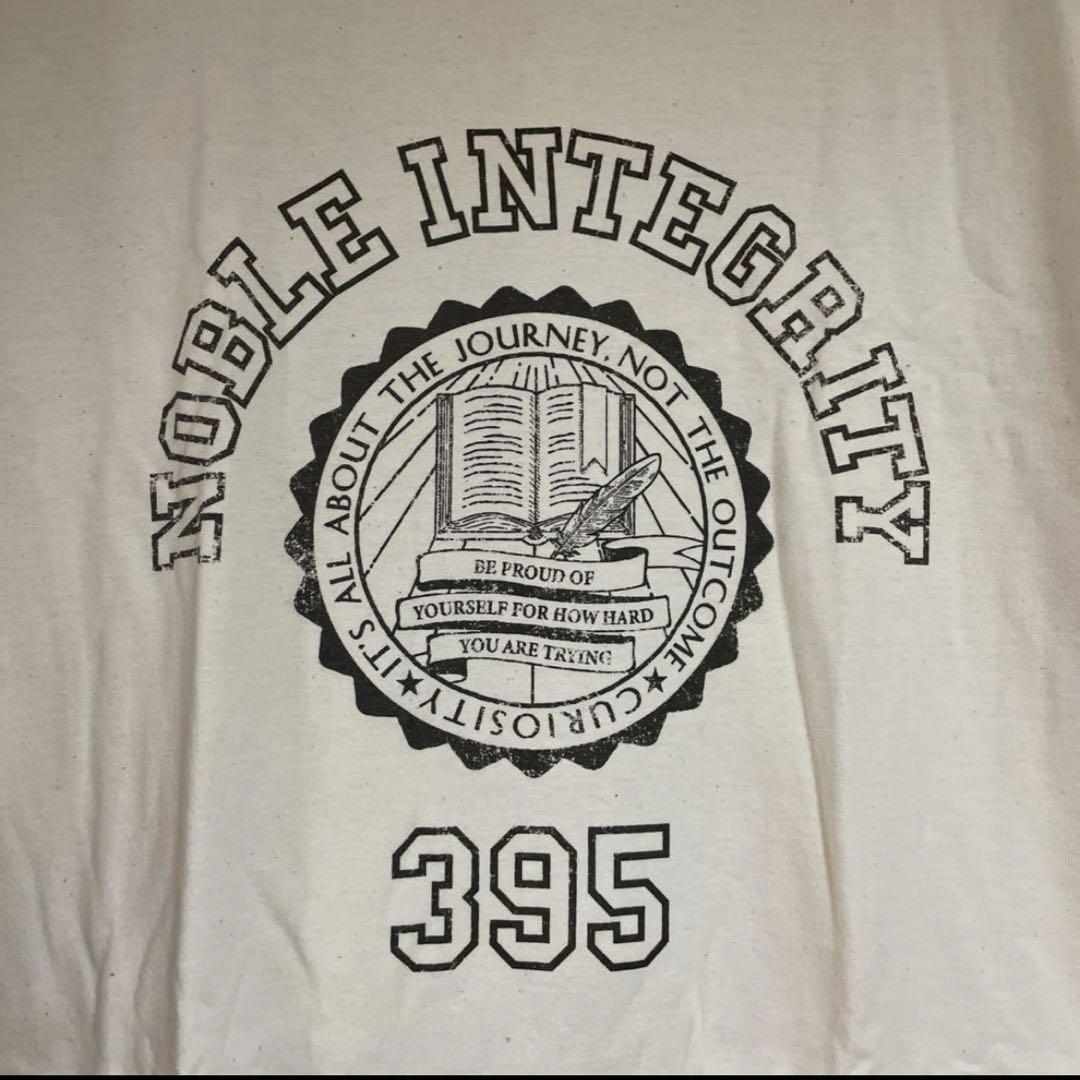 NOBLE INTEGRITY
IT'S ALL ABOUT THE JOURNEY, NOT THE OUTCOME★CURIOSITY★
BE PROUD OF
YOURSELF FOR HOW HARD
YOU ARE TRYING
395